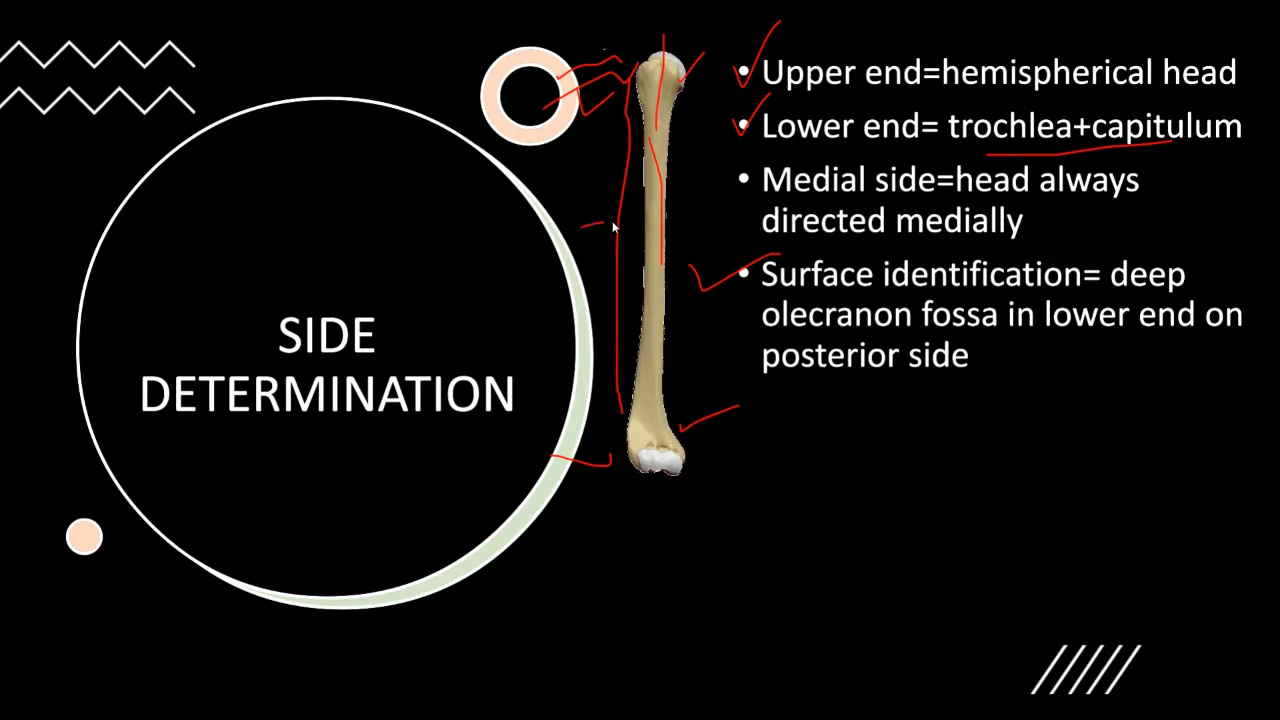 SIDE
DETERMINATION
• Upper end=hemispherical head
• Lower end= trochlea+capitulum
• Medial side=head always
directed medially
• Surface identification= deep
olecranon fossa in lower end on
posterior side